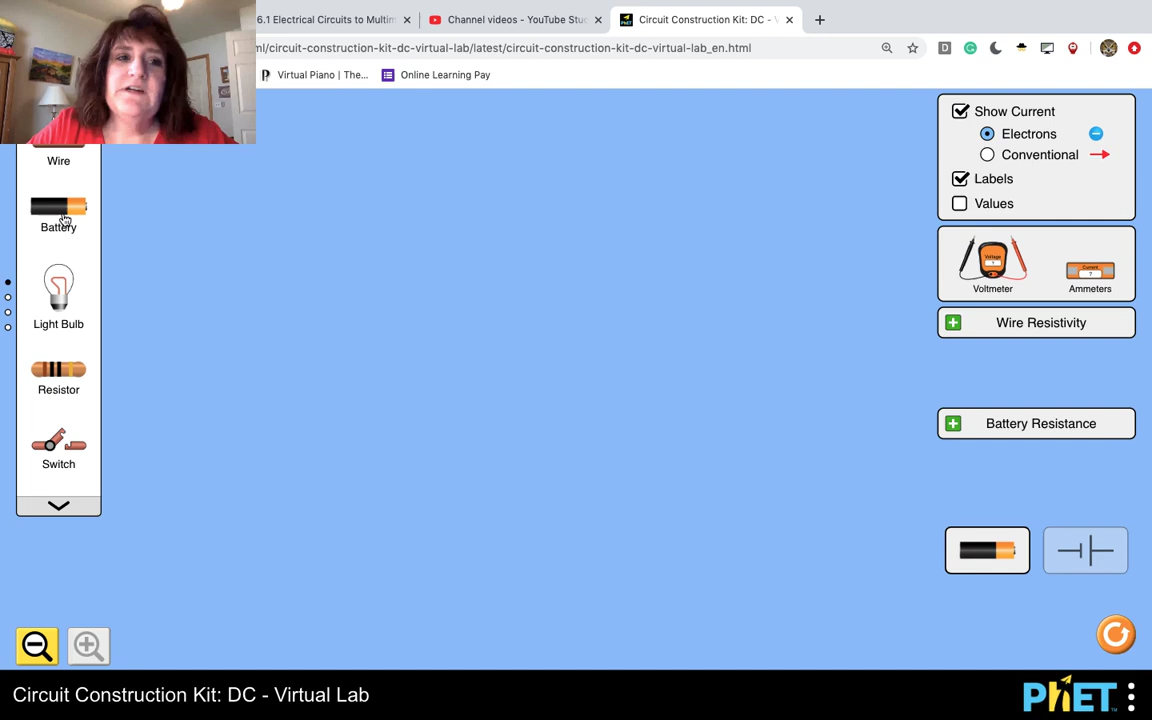 6.1 Electrical Circuits to Multim
Channel videos - YouTube Stud
Circuit Construction Kit: DC -
ml/circuit-construction-kit-dc-virtual-lab/latest/circuit-construction-kit-dc-virtual-lab_en.html
Virtual Piano | The...
Online Learning Pay
Wire
Battery
Light Bulb
Resistor
Switch
Show Current
Electrons
Conventional
Labels
Values
Voltage
?
Voltmeter
Current
?
Ammeters
Wire Resistivity
Battery Resistance
Circuit Construction Kit: DC - Virtual Lab
PhET